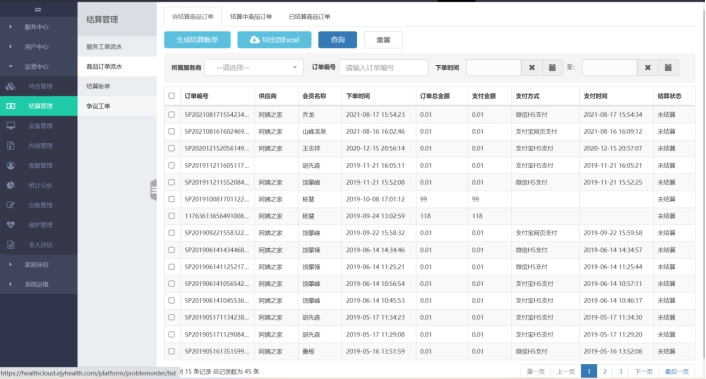 服务中心
用户中心
运营中心
综合管理
结算管理
设备管理
内容管理
客服管理
统计分析
台账管理
照护管理
老人评估
家庭床位
系统运维
结算管理
服务工单流水
商品订单流水
结算账单
争议工单
待结算商品订单 结算中商品订单 已结算商品订单
生成结算账单 导出到Excel 查询 重置
所属服务商 --请选择-- 订单编号 请输入订单编号 下单时间 至:
订单编号 供应商 会员名称 下单时间 订单总金额 支付金额 支付方式 支付时间 结算状态
SP202108171554234... 阿姨之家 乔龙 2021-08-17 15:54:23 0.01 0.01 微信H5支付 2021-08-17 15:54:34 未结算
SP202108161602469... 阿姨之家 山峰龙泉 2021-08-16 16:02:46 0.01 0.01 支付宝网页支付 2021-08-16 16:09:12 未结算
SP202012152056149... 阿姨之家 王志祥 2020-12-15 20:56:14 0.01 0.01 支付宝H5支付 2020-12-15 20:57:07 未结算
SP201911211605117... 胡先森 2019-11-21 16:05:11 0.01 0.01 支付宝H5支付 2019-11-21 16:05:21 未结算
SP201911211552084... 阿姨之家 饶攀峰 2019-11-21 15:52:08 0.01 0.01 微信H5支付 2019-11-21 15:52:25 未结算
SP201910081701122... 阿姨之家 2019-10-08 17:01:12 99 99 未结算
11763613656491008... 阿姨之家 2019-09-24 13:02:59 118 118 未结算
SP201909221558322... 阿姨之家 饶攀峰 2019-09-22 15:58:32 0.01 0.01 支付宝网页支付 2019-09-22 15:59:58 未结算
SP201906141434468... 阿姨之家 饶攀锋 2019-06-14 14:34:46 0.01 0.01 微信H5支付 2019-06-14 14:34:57 未结算
SP201906141125217... 阿姨之家 饶攀锋 2019-06-14 11:25:21 0.01 0.01 微信H5支付 2019-06-14 11:25:44 未结算
SP201906141056542... 阿姨之家 饶攀峰 2019-06-14 10:56:54 0.01 0.01 支付宝H5支付 2019-06-14 10:57:11 未结算
SP201906141045536... 阿姨之家 饶攀峰 2019-06-14 10:45:53 0.01 0.01 微信H5支付 2019-06-14 10:46:17 未结算
SP201905171134238... 阿姨之家 胡先森 2019-05-17 11:34:23 0.01 0.01 支付宝H5支付 2019-05-17 11:34:30 未结算
SP201905171129084... 阿姨之家 胡先森 2019-05-17 11:29:08 0.01 0.01 支付宝H5支付 2019-05-17 11:29:20 未结算
SP201905161351599... 阿姨之家 鲁根 2019-05-16 13:51:59 0.01 0.01 支付宝H5支付 2019-05-16 13:52:08 未结算
https://healthcloud.ejyhealth.com/platform/problemorder/list 15 条记录 总记录数为 45 条 第一页 上一页 1 2 3 下一页 最后一页